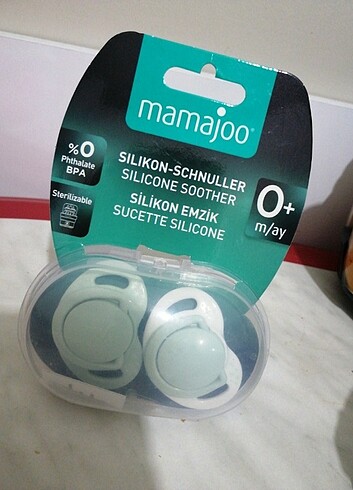 mamajoo®
%0
Phthalate
BPA
Sterilizable
SILIKON-SCHNULLER
SILICONE SOOTHER
SİLİKON EMZİK
SUCETTE SILICONE
0+
m/ay